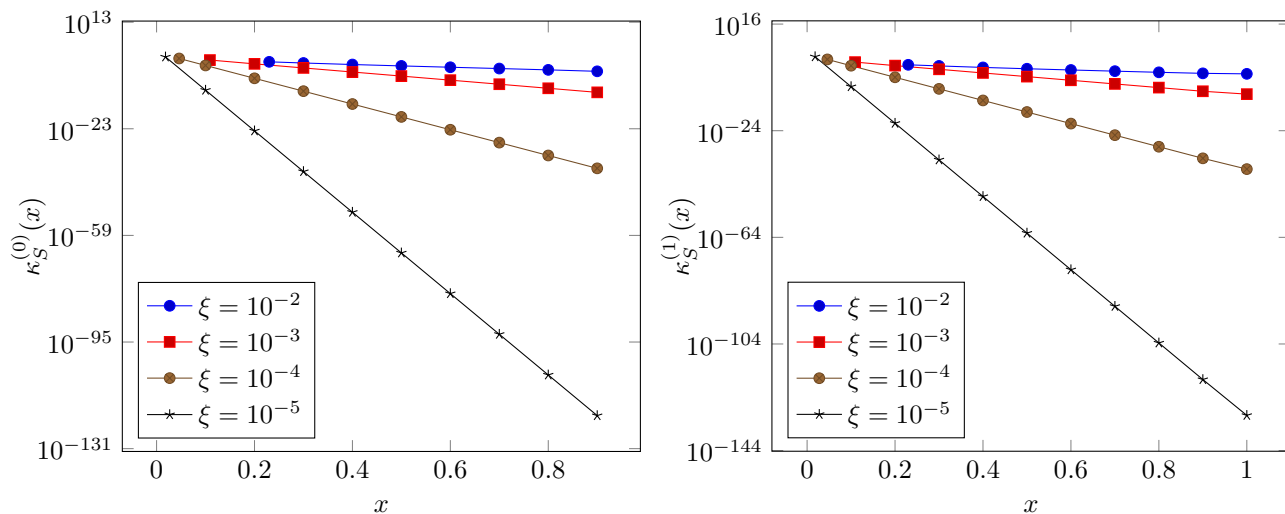 10^13
10^−23
10^−59
10^−95
10^−131
κ_S^(0)(x)
ξ = 10^−2
ξ = 10^−3
ξ = 10^−4
ξ = 10^−5
0 0.2 0.4 0.6 0.8
x
10^16
10^−24
10^−64
10^−104
10^−144
κ_S^(1)(x)
ξ = 10^−2
ξ = 10^−3
ξ = 10^−4
ξ = 10^−5
0 0.2 0.4 0.6 0.8 1
x